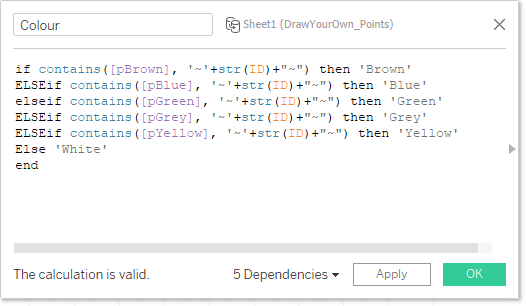 Colour Sheet1 (DrawYourOwn_Points)
if contains([pBrown], '~'+str(ID)+"~") then 'Brown'
ELSEif contains([pBlue], '~'+str(ID)+"~") then 'Blue'
elseif contains([pGreen], '~'+str(ID)+"~") then 'Green'
ELSEif contains([pGrey], '~'+str(ID)+"~") then 'Grey'
ELSEif contains([pYellow], '~'+str(ID)+"~") then 'Yellow'
Else 'White'
end
The calculation is valid. 5 Dependencies Apply OK